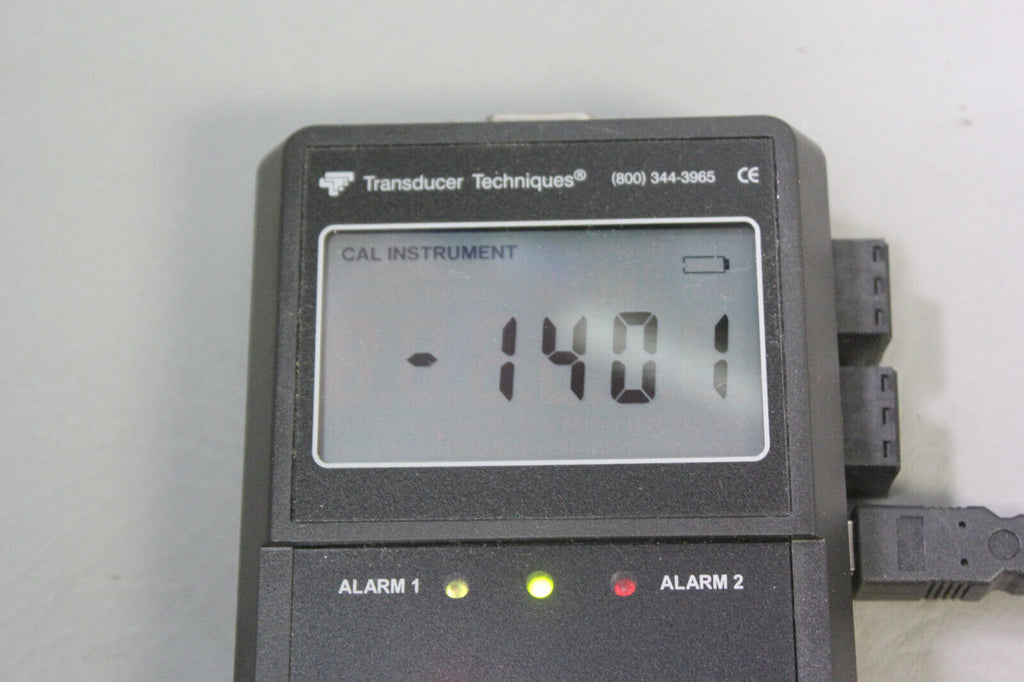 Transducer Techniques® (800) 344-3965 CE
CAL INSTRUMENT
-1401
ALARM 1 ALARM 2